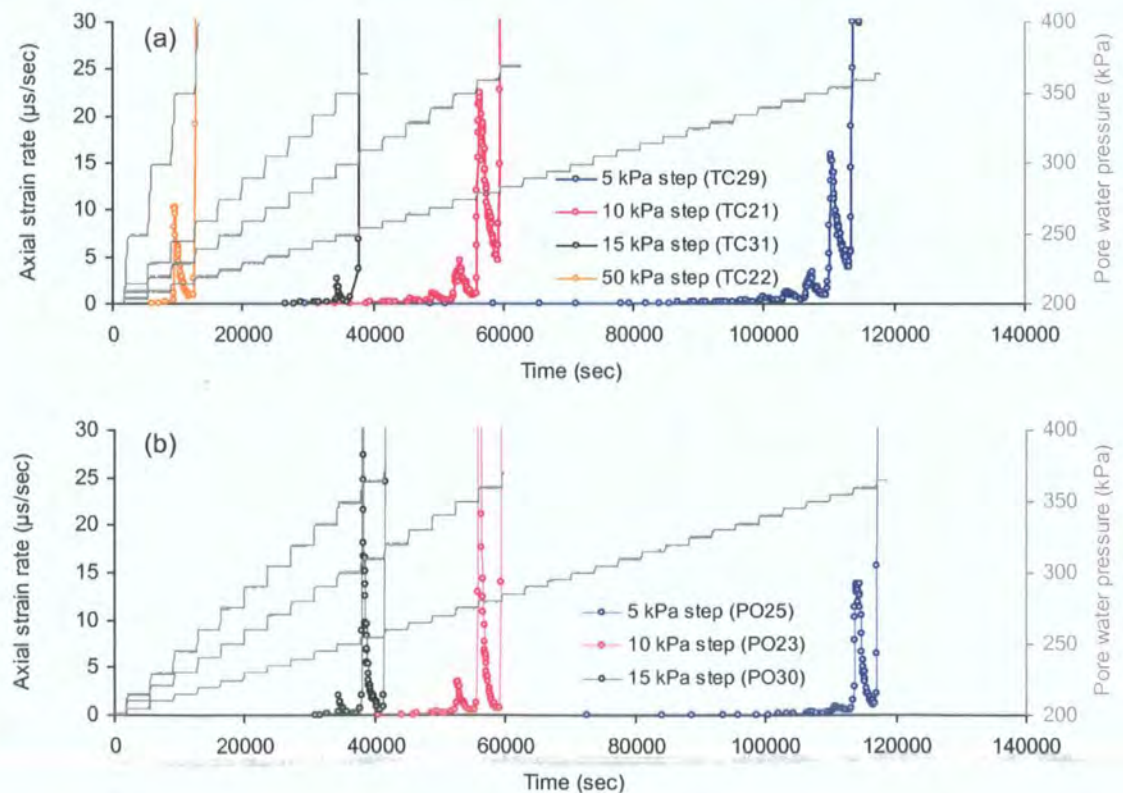 (a)
30
25
20
15
10
5
0
Axial strain rate (μs/sec)
400
350
300
250
200
Pore water pressure (kPa)
5 kPa step (TC29)
10 kPa step (TC21)
15 kPa step (TC31)
50 kPa step (TC22)
0 20000 40000 60000 80000 100000 120000 140000
Time (sec)
(b)
30
25
20
15
10
5
0
Axial strain rate (μs/sec)
400
350
300
250
200
Pore water pressure (kPa)
5 kPa step (PO25)
10 kPa step (PO23)
15 kPa step (PO30)
0 20000 40000 60000 80000 100000 120000 140000
Time (sec)